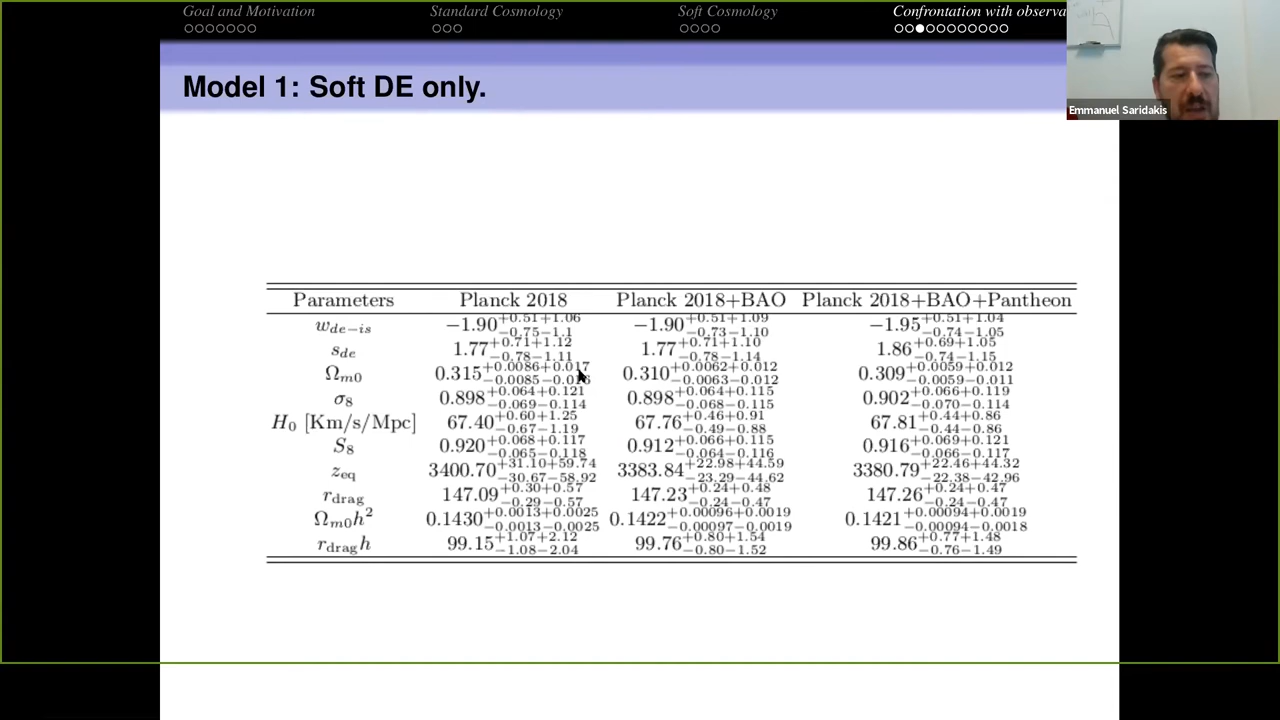 Goal and Motivation Standard Cosmology Soft Cosmology Confrontation with observa
Model 1: Soft DE only.
Emmanuel Saridakis
Parameters Planck 2018 Planck 2018+BAO Planck 2018+BAO+Pantheon
w_{de-is} −1.90^{+0.51+1.06}_{−0.75−1.1} −1.90^{+0.51+1.09}_{−0.73−1.10} −1.95^{+0.51+1.04}_{−0.74−1.05}
s_{de} 1.77^{+0.71+1.12}_{−0.78−1.11} 1.77^{+0.71+1.10}_{−0.78−1.14} 1.86^{+0.69+1.05}_{−0.74−1.15}
Ω_{m0} 0.315^{+0.0086+0.017}_{−0.0085−0.016} 0.310^{+0.0062+0.012}_{−0.0063−0.012} 0.309^{+0.0059+0.012}_{−0.0059−0.011}
σ_8 0.898^{+0.064+0.121}_{−0.069−0.114} 0.898^{+0.064+0.115}_{−0.068−0.115} 0.902^{+0.066+0.119}_{−0.070−0.114}
H_0 [Km/s/Mpc] 67.40^{+0.60+1.25}_{−0.67−1.19} 67.76^{+0.46+0.91}_{−0.49−0.88} 67.81^{+0.44+0.86}_{−0.44−0.86}
S_8 0.920^{+0.068+0.117}_{−0.065−0.118} 0.912^{+0.066+0.115}_{−0.064−0.116} 0.916^{+0.069+0.121}_{−0.066−0.117}
z_{eq} 3400.70^{+31.10+59.74}_{−30.67−58.92} 3383.84^{+22.98+44.59}_{−23.29−44.62} 3380.79^{+22.46+44.32}_{−22.38−42.96}
r_{drag} 147.09^{+0.30+0.57}_{−0.29−0.57} 147.23^{+0.24+0.48}_{−0.24−0.47} 147.26^{+0.24+0.47}_{−0.24−0.47}
Ω_{m0}h^2 0.1430^{+0.0013+0.0025}_{−0.0013−0.0025} 0.1422^{+0.00096+0.0019}_{−0.00097−0.0019} 0.1421^{+0.00094+0.0019}_{−0.00094−0.0018}
r_{drag}h 99.15^{+1.07+2.12}_{−1.08−2.04} 99.76^{+0.80+1.54}_{−0.80−1.52} 99.86^{+0.77+1.48}_{−0.76−1.49}